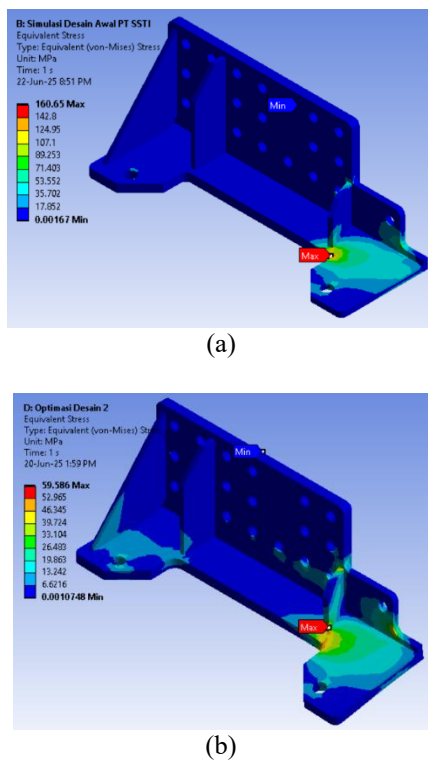 B: Simulasi Desain Awal PT SSTI
Equivalent Stress
Type: Equivalent (von-Mises) Stress
Unit: MPa
Time: 1 s
22-Jun-25 8:51 PM
160.65 Max
142.8
124.95
107.1
89.253
71.403
53.552
35.702
17.852
0.00167 Min
Min
Max
(a)
D: Optimasi Desain 2
Equivalent Stress
Type: Equivalent (von-Mises) Stre
Unit: MPa
Time: 1 s
20-Jun-25 1:59 PM
59.586 Max
52.965
46.345
39.724
33.104
26.483
19.863
13.242
6.6216
0.0010748 Min
Min
Max
(b)